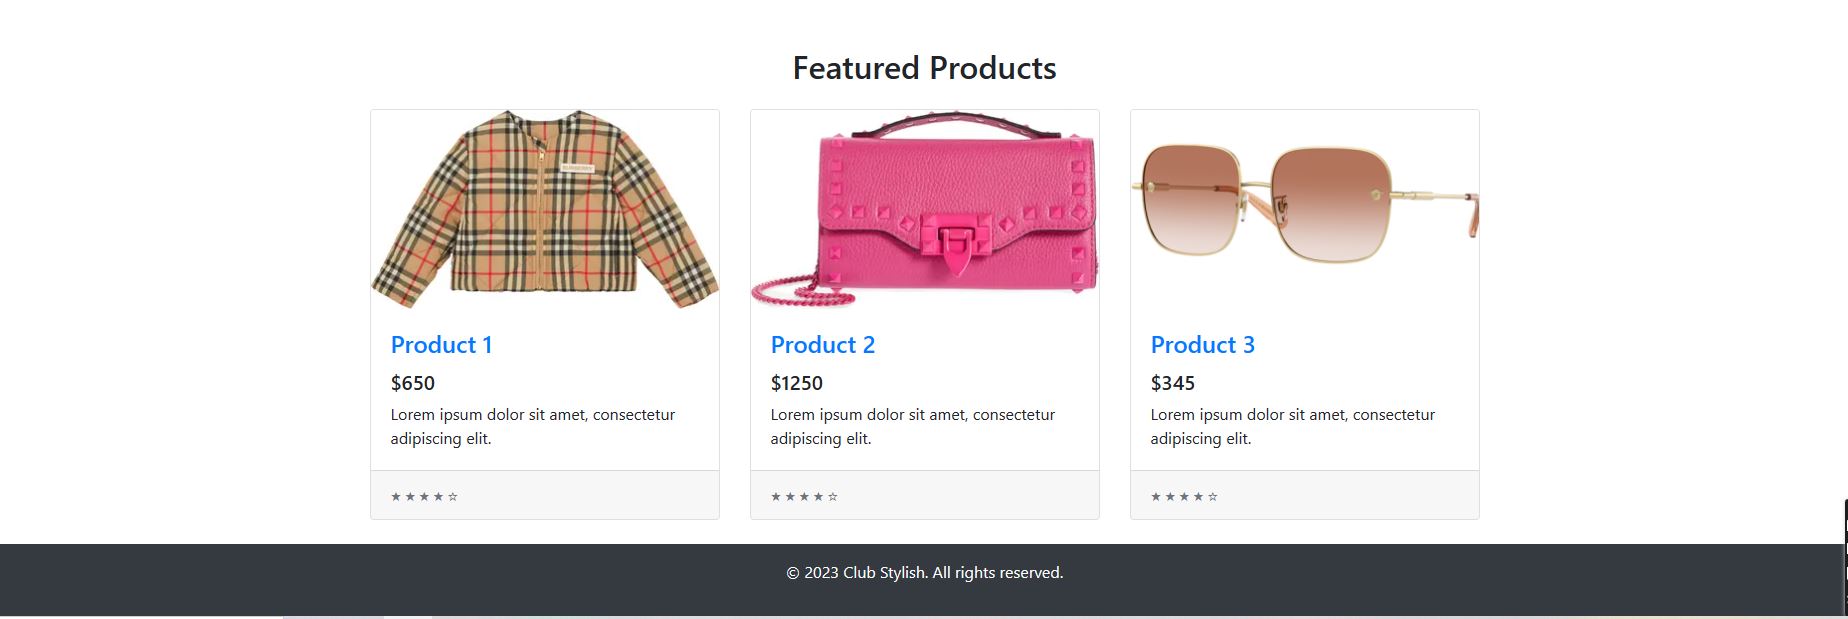 Featured Products
BURBERRY
Product 1
$650
Lorem ipsum dolor sit amet, consectetur
adipiscing elit.
★ ★ ★ ★ ☆
Product 2
$1250
Lorem ipsum dolor sit amet, consectetur
adipiscing elit.
★ ★ ★ ★ ☆
Product 3
$345
Lorem ipsum dolor sit amet, consectetur
adipiscing elit.
★ ★ ★ ★ ☆
© 2023 Club Stylish. All rights reserved.